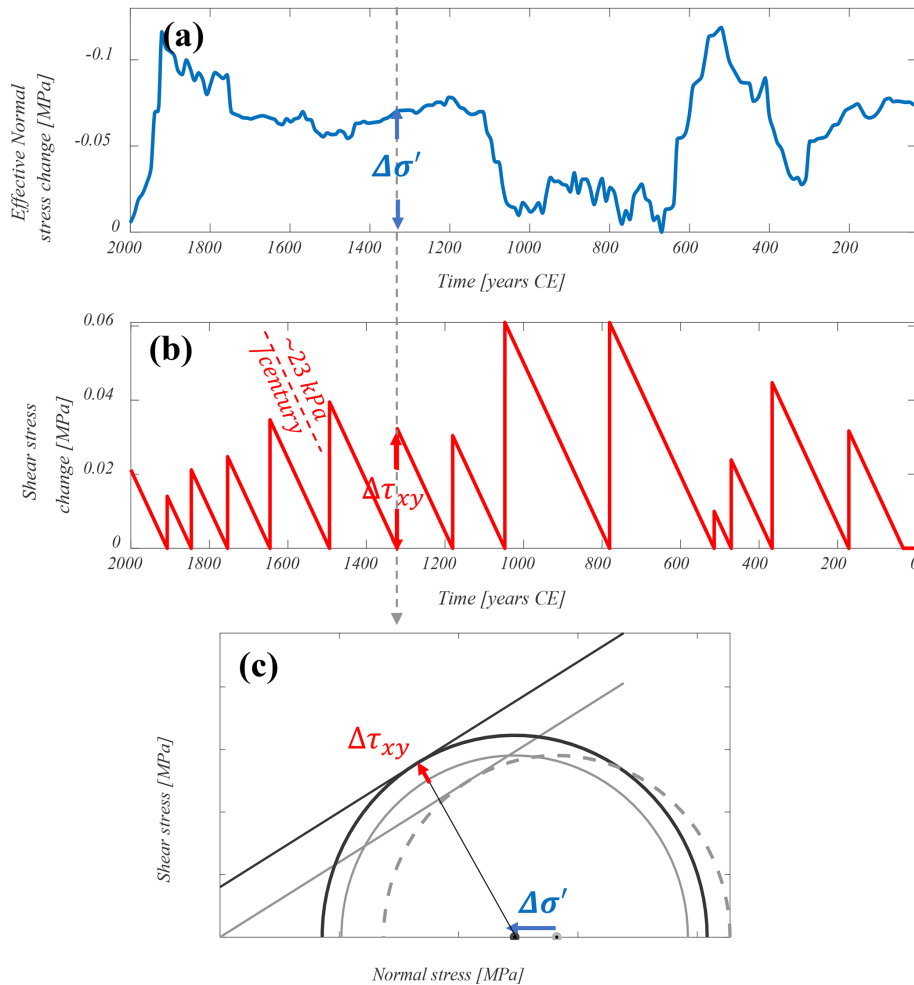 (a)
Effective Normal
stress change [MPa]
-0.1
-0.05
0
Δσ′
2000 1800 1600 1400 1200 1000 800 600 400 200
Time [years CE]
(b)
Shear stress
change [MPa]
0.06
0.04
0.02
0
~23 kPa
/century
Δτxy
2000 1800 1600 1400 1200 1000 800 600 400 200 0
Time [years CE]
(c)
Shear stress [MPa]
Δτxy
Δσ′
Normal stress [MPa]